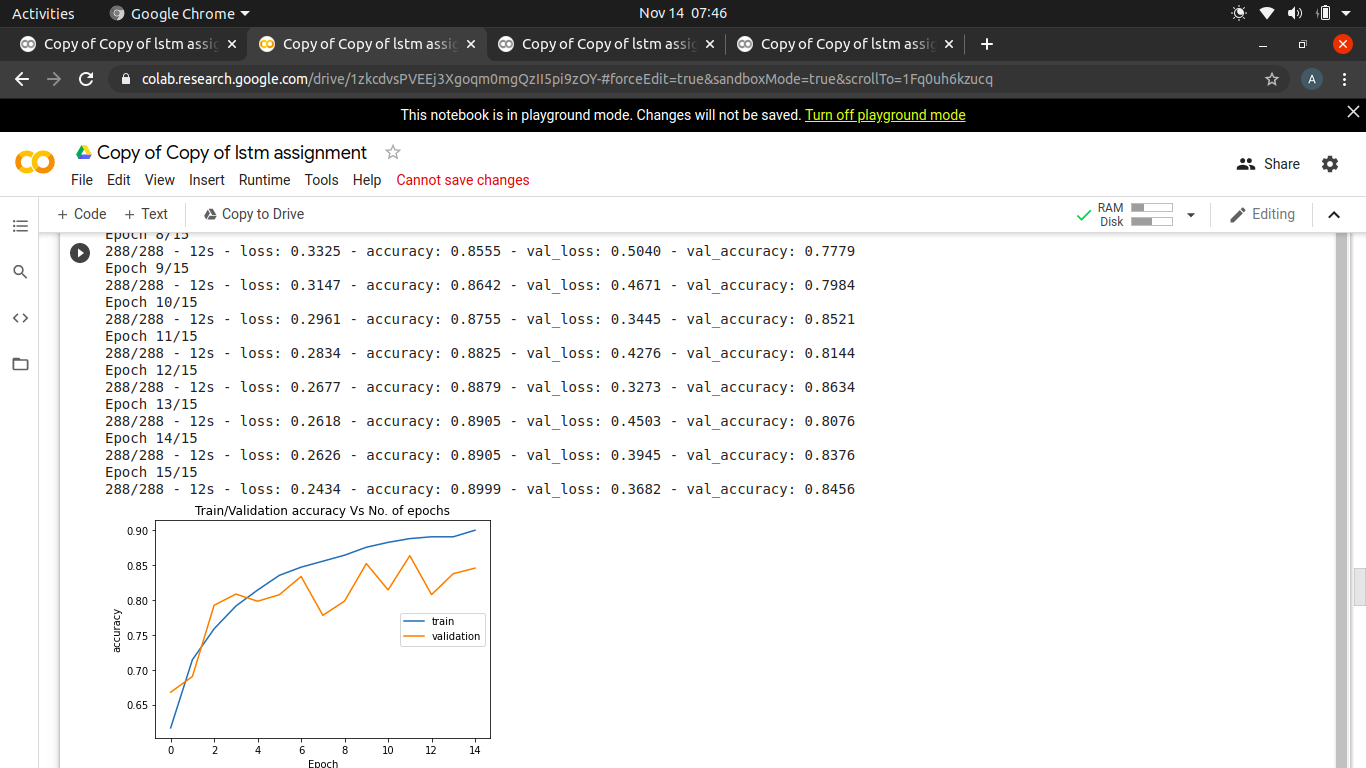 Activities Google Chrome Nov 14 07:46
Copy of Copy of lstm assig Copy of Copy of lstm assig Copy of Copy of lstm assig Copy of Copy of lstm assig
colab.research.google.com/drive/1zkcdvsPVEEj3Xgoqm0mgQzII5pi9zOY-#forceEdit=true&sandboxMode=true&scrollTo=1Fq0uh6kzucq A
This notebook is in playground mode. Changes will not be saved. Turn off playground mode
Copy of Copy of lstm assignment
Share
File Edit View Insert Runtime Tools Help Cannot save changes
+ Code + Text Copy to Drive RAM Disk Editing
Epoch 8/15
288/288 - 12s - loss: 0.3325 - accuracy: 0.8555 - val_loss: 0.5040 - val_accuracy: 0.7779
Epoch 9/15
288/288 - 12s - loss: 0.3147 - accuracy: 0.8642 - val_loss: 0.4671 - val_accuracy: 0.7984
Epoch 10/15
288/288 - 12s - loss: 0.2961 - accuracy: 0.8755 - val_loss: 0.3445 - val_accuracy: 0.8521
Epoch 11/15
288/288 - 12s - loss: 0.2834 - accuracy: 0.8825 - val_loss: 0.4276 - val_accuracy: 0.8144
Epoch 12/15
288/288 - 12s - loss: 0.2677 - accuracy: 0.8879 - val_loss: 0.3273 - val_accuracy: 0.8634
Epoch 13/15
288/288 - 12s - loss: 0.2618 - accuracy: 0.8905 - val_loss: 0.4503 - val_accuracy: 0.8076
Epoch 14/15
288/288 - 12s - loss: 0.2626 - accuracy: 0.8905 - val_loss: 0.3945 - val_accuracy: 0.8376
Epoch 15/15
288/288 - 12s - loss: 0.2434 - accuracy: 0.8999 - val_loss: 0.3682 - val_accuracy: 0.8456
Train/Validation accuracy Vs No. of epochs
0.90
0.85
0.80
0.75
0.70
0.65
accuracy
train
validation
0 2 4 6 8 10 12 14
Epoch